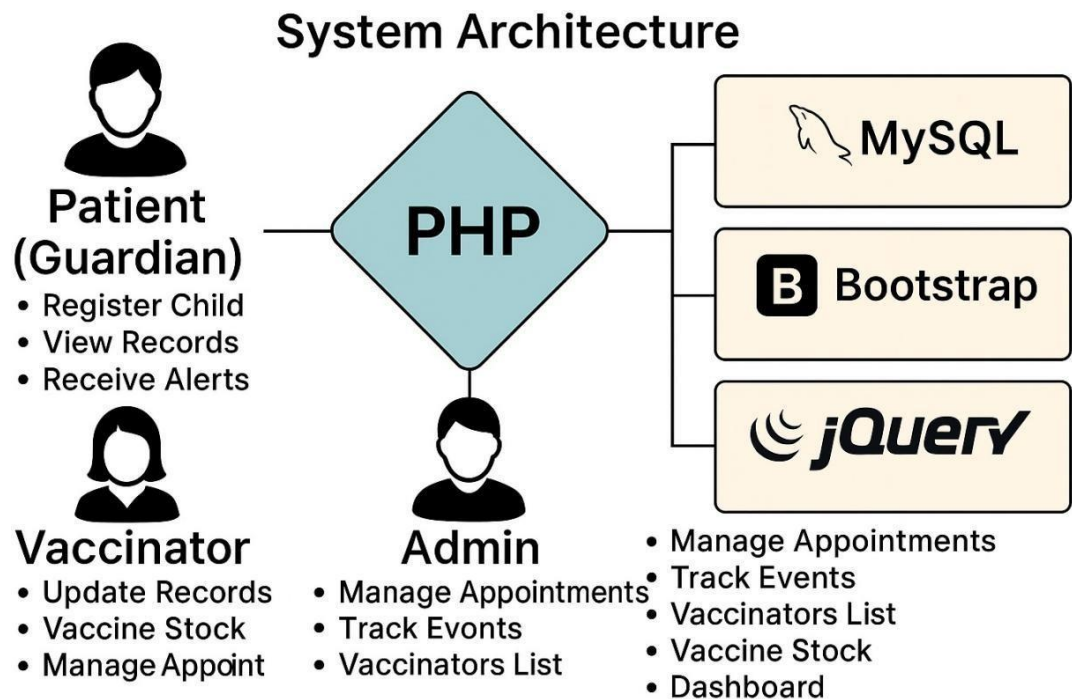 System Architecture
Patient
(Guardian)
• Register Child
• View Records
• Receive Alerts
PHP
MySQL
B Bootstrap
jQuery
Vaccinator
• Update Records
• Vaccine Stock
• Manage Appoint
Admin
• Manage Appointments
• Track Evonts
• Vaccinators List
• Manage Appointments
• Track Events
• Vaccinators List
• Vaccine Stock
• Dashboard